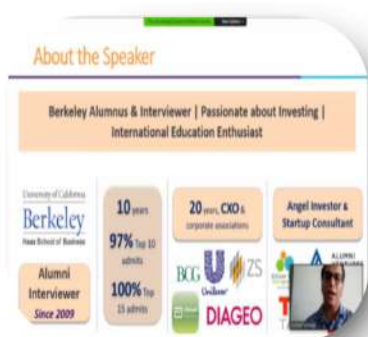 About the Speaker
Berkeley Alumnus & Interviewer | Passionate about Investing |
International Education Enthusiast
University of California
Berkeley
Haas School of Business
Alumni
Interviewer
Since 2009
10 years
97% Top 10
admits
100% Top
15 admits
20 years, CXO &
corporate associations
BCG
Unilever
ZS
DIAGEO
Angel Investor &
Startup Consultant
ALUMNI